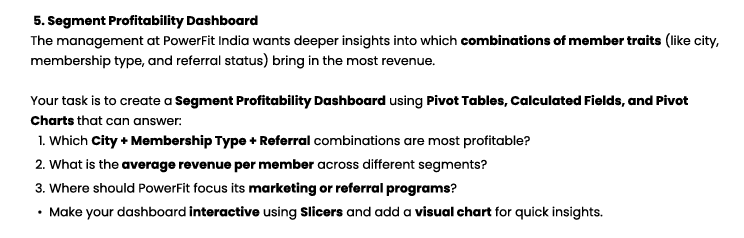 5. Segment Profitability Dashboard
The management at PowerFit India wants deeper insights into which combinations of member traits (like city,
membership type, and referral status) bring in the most revenue.
Your task is to create a Segment Profitability Dashboard using Pivot Tables, Calculated Fields, and Pivot
Charts that can answer:
1. Which City + Membership Type + Referral combinations are most profitable?
2. What is the average revenue per member across different segments?
3. Where should PowerFit focus its marketing or referral programs?
• Make your dashboard interactive using Slicers and add a visual chart for quick insights.